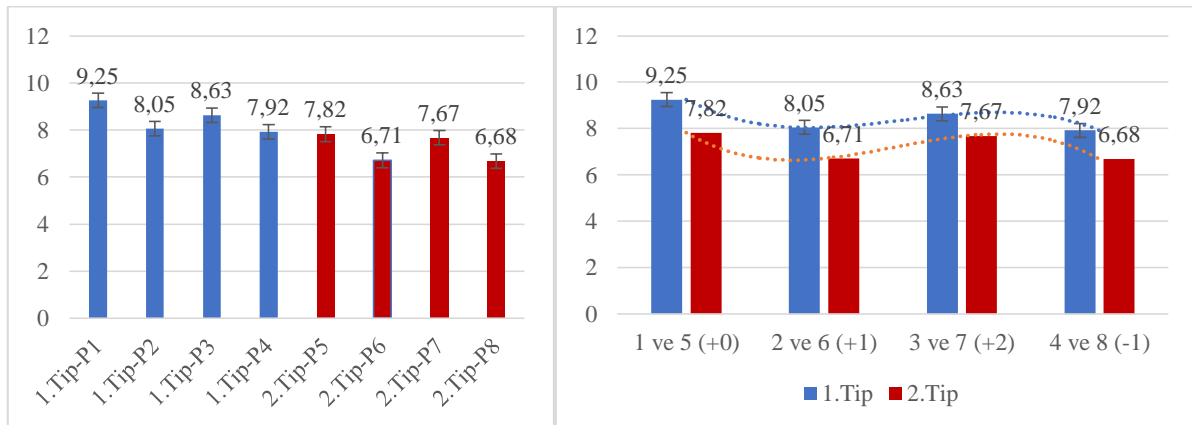 12
10
8
6
4
2
0
9,25
8,05
8,63
7,92
7,82
6,71
7,67
6,68
1.Tip-P1
1.Tip-P2
1.Tip-P3
1.Tip-P4
2.Tip-P5
2.Tip-P6
2.Tip-P7
2.Tip-P8
12
10
8
6
4
2
0
9,25
7,82
8,05
6,71
8,63
7,67
7,92
6,68
1 ve 5 (+0)
2 ve 6 (+1)
3 ve 7 (+2)
4 ve 8 (-1)
1.Tip
2.Tip